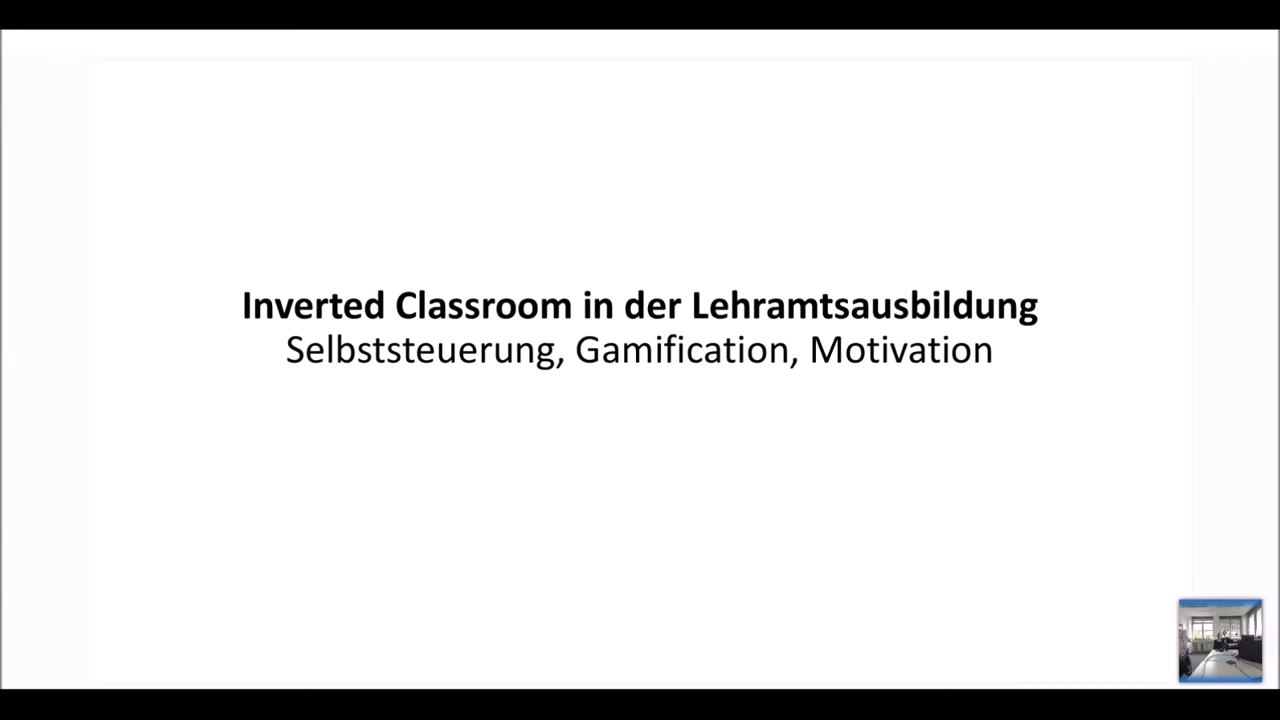 Inverted Classroom in der Lehramtsausbildung
Selbststeuerung, Gamification, Motivation